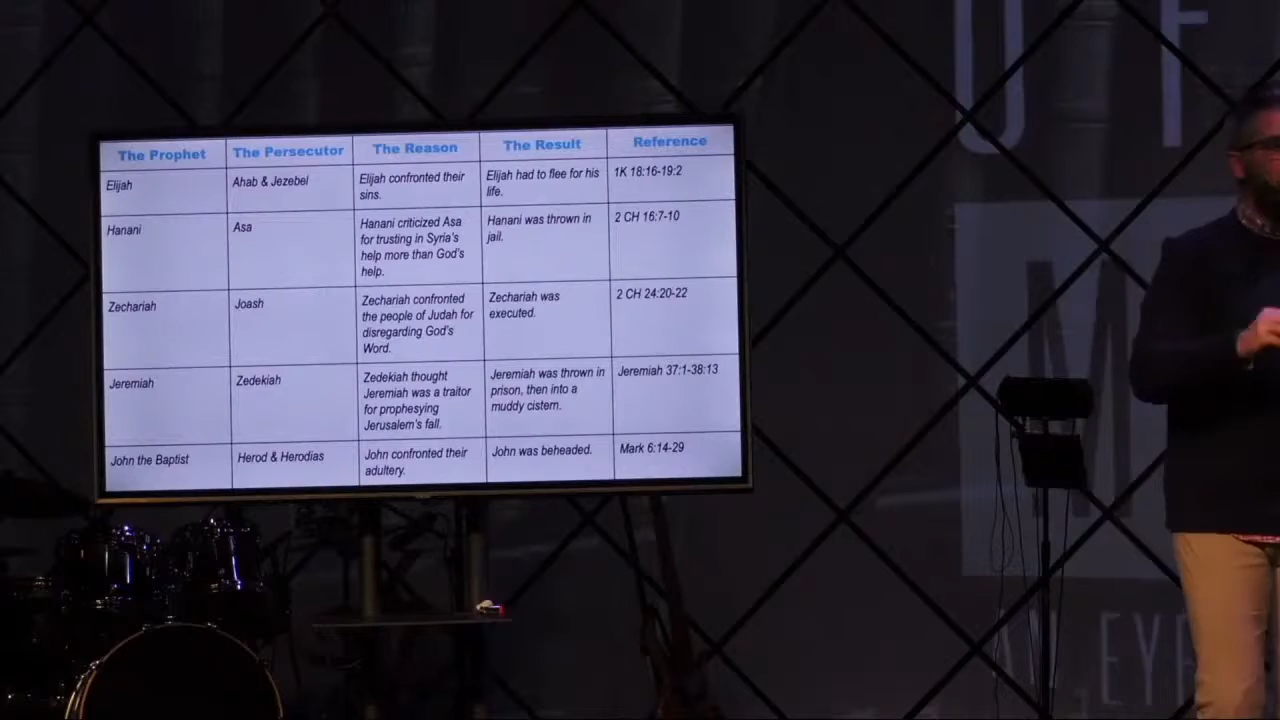 The Prophet The Persecutor The Reason The Result Reference
Elijah
Ahab & Jezebel
Elijah confronted their
sins.
Elijah had to flee for his
life.
1K 18:16-19:2
Hanani
Asa
Hanani criticized Asa
for trusting in Syria's
help more than God's
help.
Hanani was thrown in
jail.
2 CH 16:7-10
Zechariah
Joash
Zechariah confronted
the people of Judah for
disregarding God's
Word.
Zechariah was
executed.
2 CH 24:20-22
Jeremiah
Zedekiah
Zedekiah thought
Jeremiah was a traitor
for prophesying
Jerusalem's fall.
Jeremiah was thrown in
prison, then into a
muddy cistern.
Jeremiah 37:1-38:13
John the Baptist
Herod & Herodias
John confronted their
adultery.
John was beheaded.
Mark 6:14-29